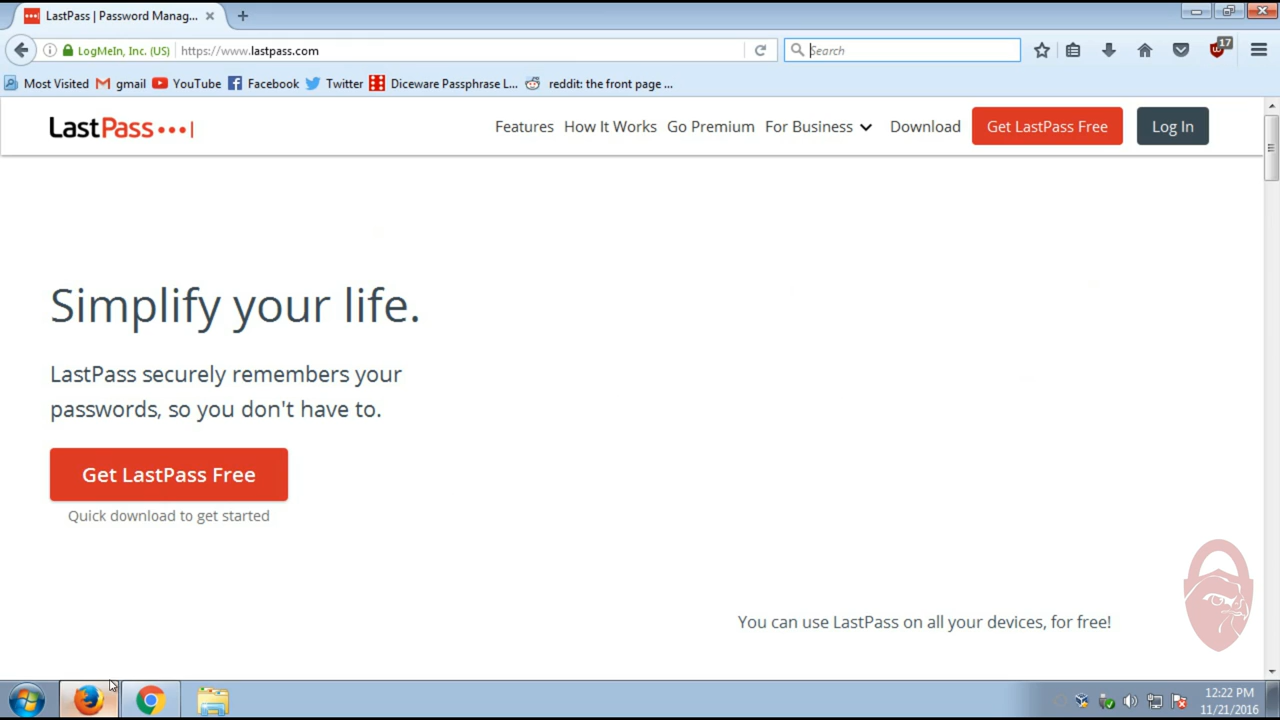 LastPass | Password Manag...
LogMeIn, Inc. (US)
https://www.lastpass.com
Search
17
Most Visited
gmail
YouTube
Facebook
Twitter
Diceware Passphrase L...
reddit: the front page ...
LastPass
Features
How It Works
Go Premium
For Business
Download
Get LastPass Free
Log In
Simplify your life.
LastPass securely remembers your
passwords, so you don't have to.
Get LastPass Free
Quick download to get started
You can use LastPass on all your devices, for free!
12:22 PM
11/21/2016